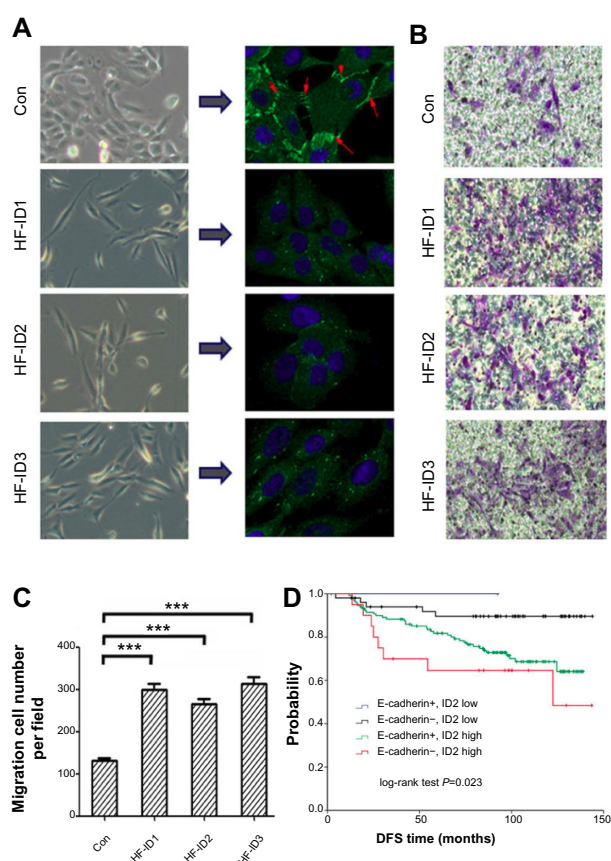 A
B
Con
HF-ID1
HF-ID2
HF-ID3
Con
HF-ID1
HF-ID2
HF-ID3
C
Migration cell number
per field
400
300
200
100
0
***
***
***
Con
HF-ID1
HF-ID2
HF-ID3
D
Probability
1.0
0.8
0.6
0.4
0.2
0.0
E-cadherin+, ID2 low
E-cadherin−, ID2 low
E-cadherin+, ID2 high
E-cadherin−, ID2 high
log-rank test P=0.023
0
50
100
150
DFS time (months)